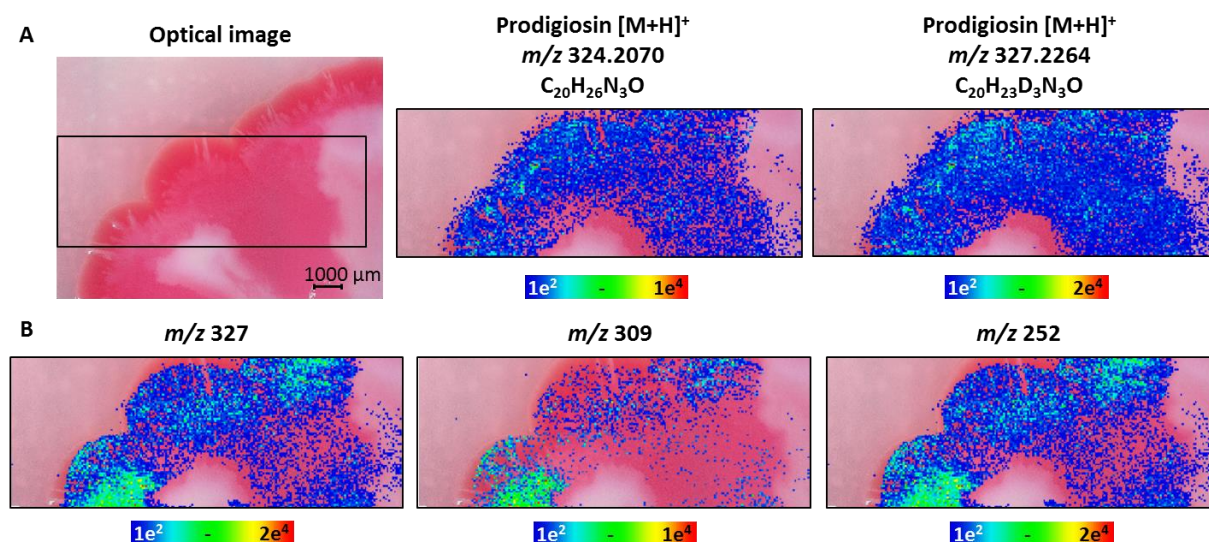 A
Optical image
1000 µm
Prodigiosin [M+H]⁺
m/z 324.2070
C₂₀H₂₆N₃O
1e² - 1e⁴
Prodigiosin [M+H]⁺
m/z 327.2264
C₂₀H₂₃D₃N₃O
1e² - 2e⁴
B
m/z 327
1e² - 2e⁴
m/z 309
1e² - 1e⁴
m/z 252
1e² - 2e⁴